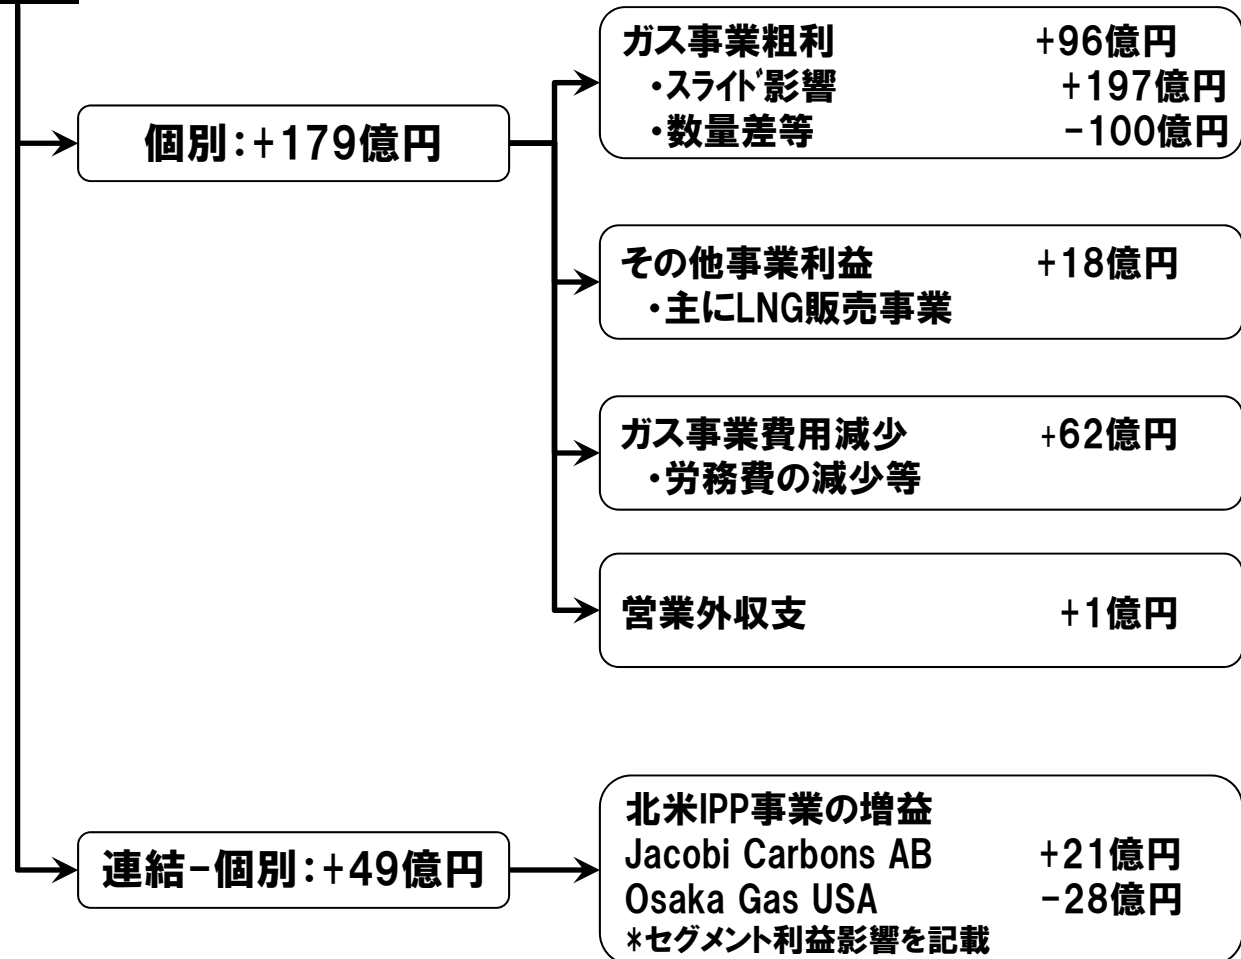 個別：+179億円
ガス事業粗利 +96億円
・スライド影響 +197億円
・数量差等 -100億円
その他事業利益 +18億円
・主にLNG販売事業
ガス事業費用減少 +62億円
・労務費の減少等
営業外収支 +1億円
連結-個別：+49億円
北米IPP事業の増益
Jacobi Carbons AB +21億円
Osaka Gas USA -28億円
*セグメント利益影響を記載